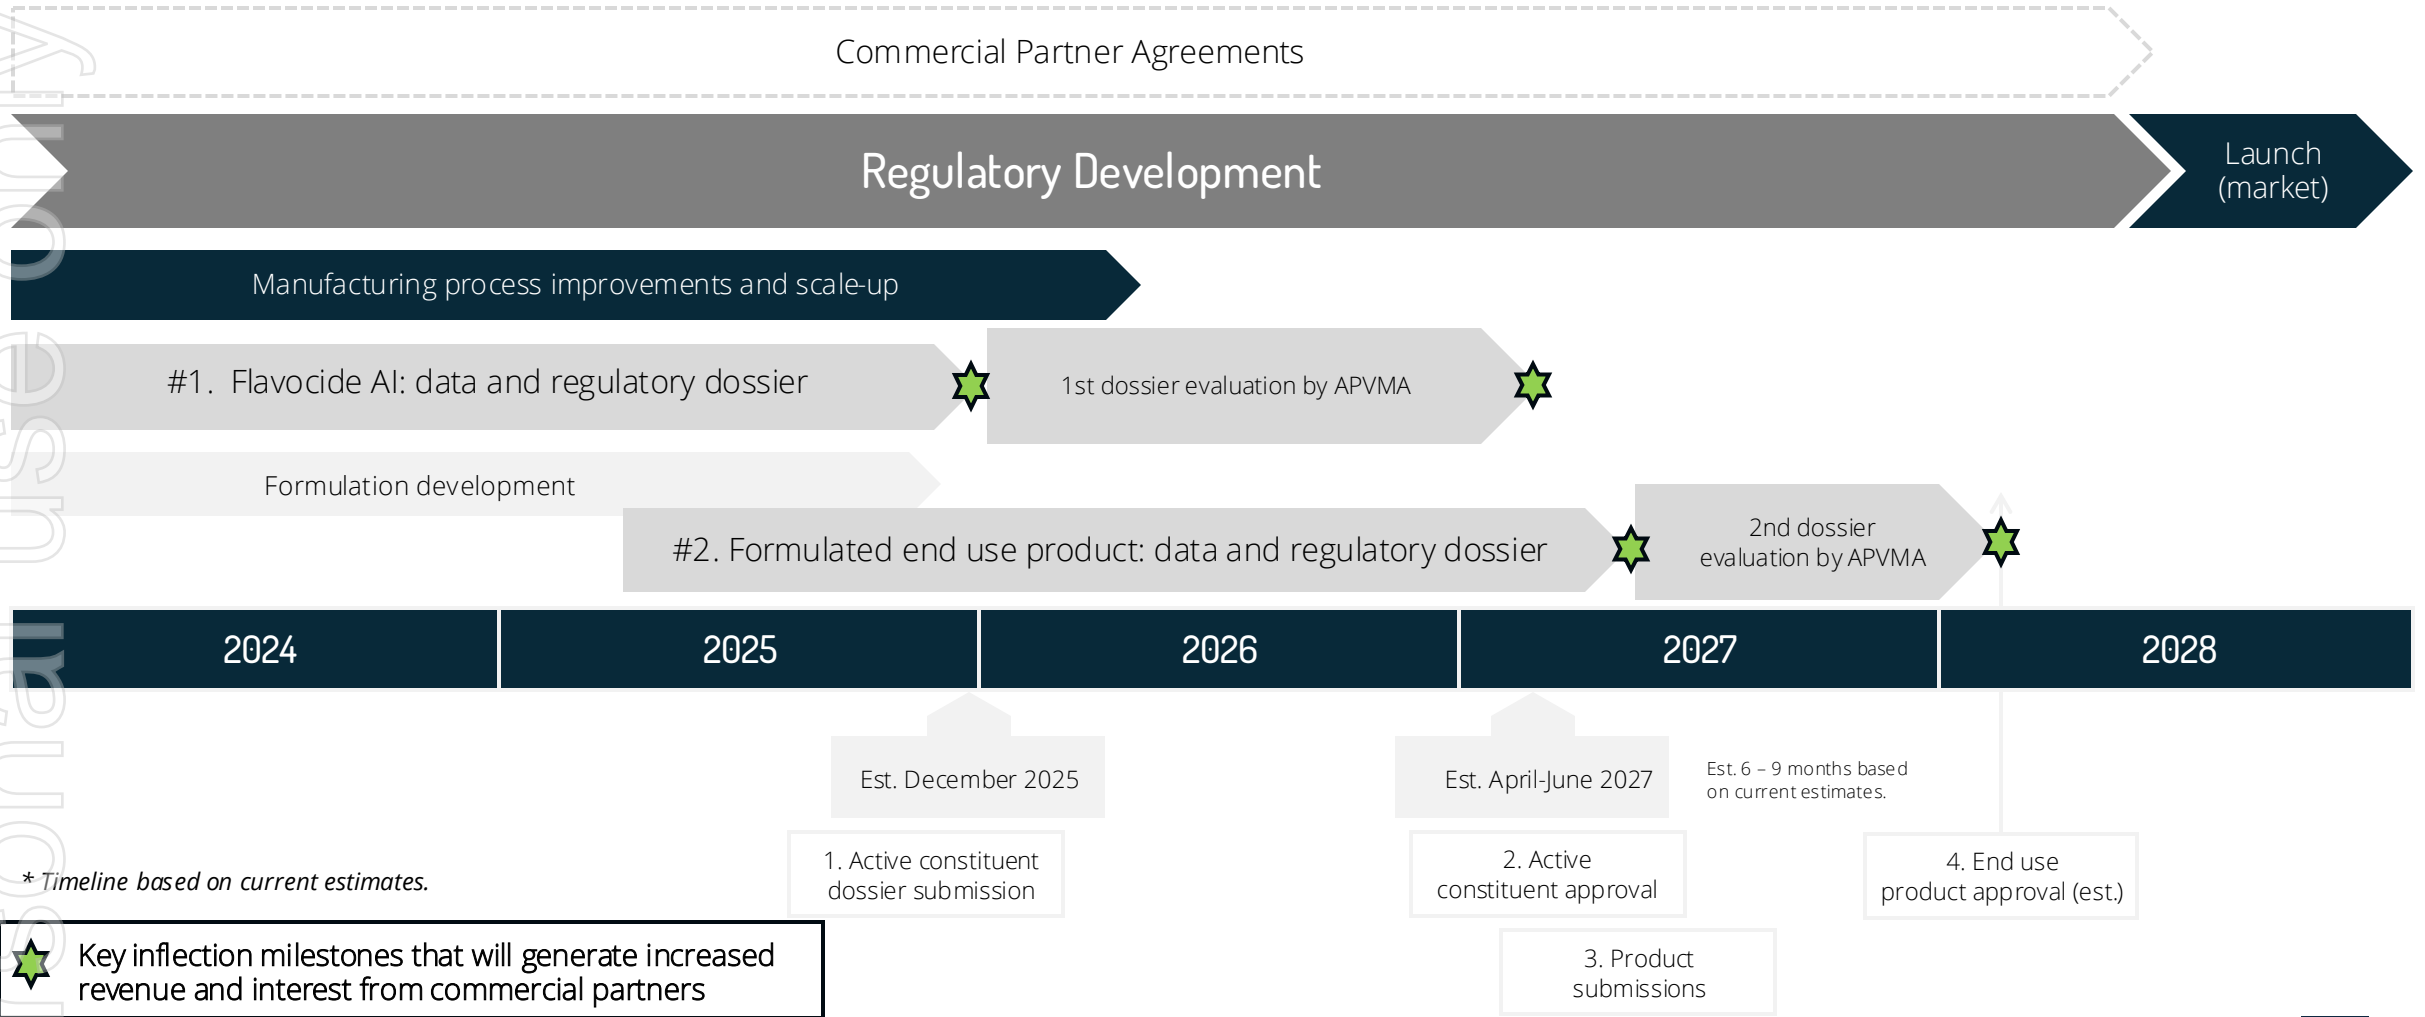 Commercial Partner Agreements
Regulatory Development
Launch
(market)
Manufacturing process improvements and scale-up
#1. Flavocide AI: data and regulatory dossier
1st dossier evaluation by APVMA
Formulation development
#2. Formulated end use product: data and regulatory dossier
2nd dossier
evaluation by APVMA
2024
2025
2026
2027
2028
Est. December 2025
Est. April-June 2027
Est. 6 – 9 months based
on current estimates.
1. Active constituent
dossier submission
2. Active
constituent approval
3. Product
submissions
4. End use
product approval (est.)
* Timeline based on current estimates.
Key inflection milestones that will generate increased
revenue and interest from commercial partners
use only